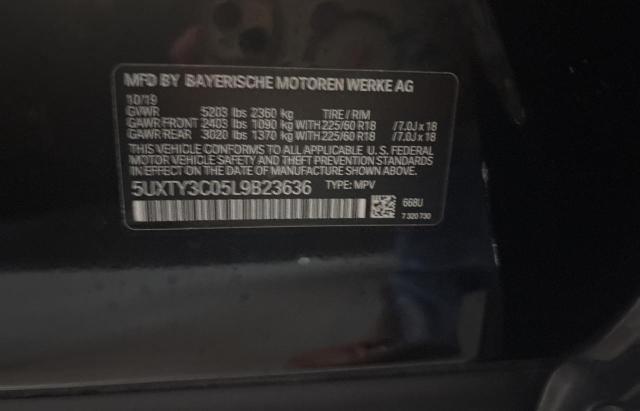 MFD BY BAYERISCHE MOTOREN WERKE AG
10/19
GVWR 5203 lbs 2360 kg TIRE / RIM
GAWR FRONT 2403 lbs 1090 kg WITH 225/60 R18 /7.0J x 18
GAWR REAR 3020 lbs 1370 kg WITH 225/60 R18 /7.0J x 18
THIS VEHICLE CONFORMS TO ALL APPLICABLE U. S. FEDERAL
MOTOR VEHICLE SAFETY AND THEFT PREVENTION STANDARDS
IN EFFECT ON THE DATE OF MANUFACTURE SHOWN ABOVE.
5UXTY3C05L9B23636 TYPE: MPV
668U
7 320 730